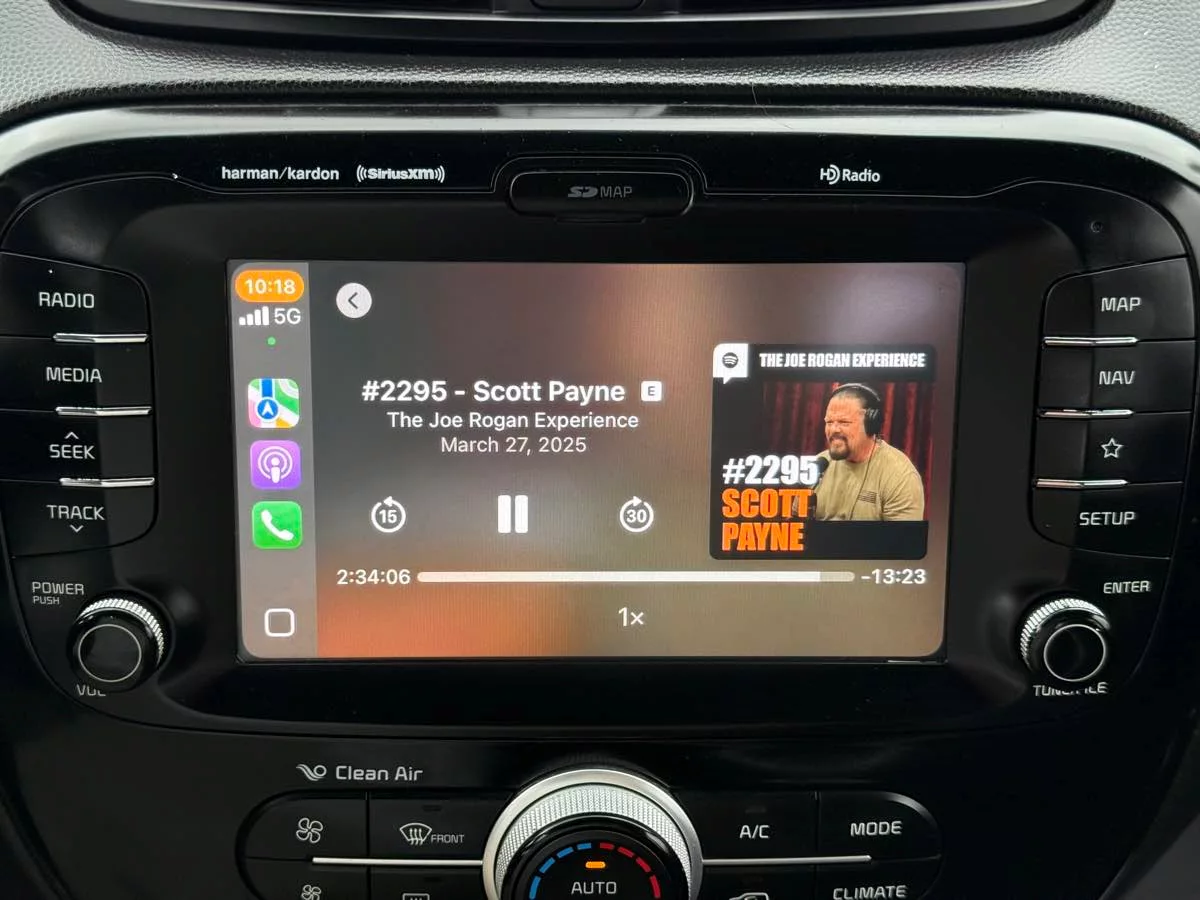 harman/kardon
((SiriusXM))
HD Radio
SD MAP
RADIO
MEDIA
SEEK
TRACK
POWER
PUSH
VOL
10:18
5G
#2295 - Scott Payne E
The Joe Rogan Experience
March 27, 2025
15
30
2:34:06
-13:23
1×
THE JOE ROGAN EXPERIENCE
#2295
SCOTT
PAYNE
MAP
NAV
SETUP
ENTER
Clean Air
FRONT
A/C
MODE
AUTO
CLIMATE